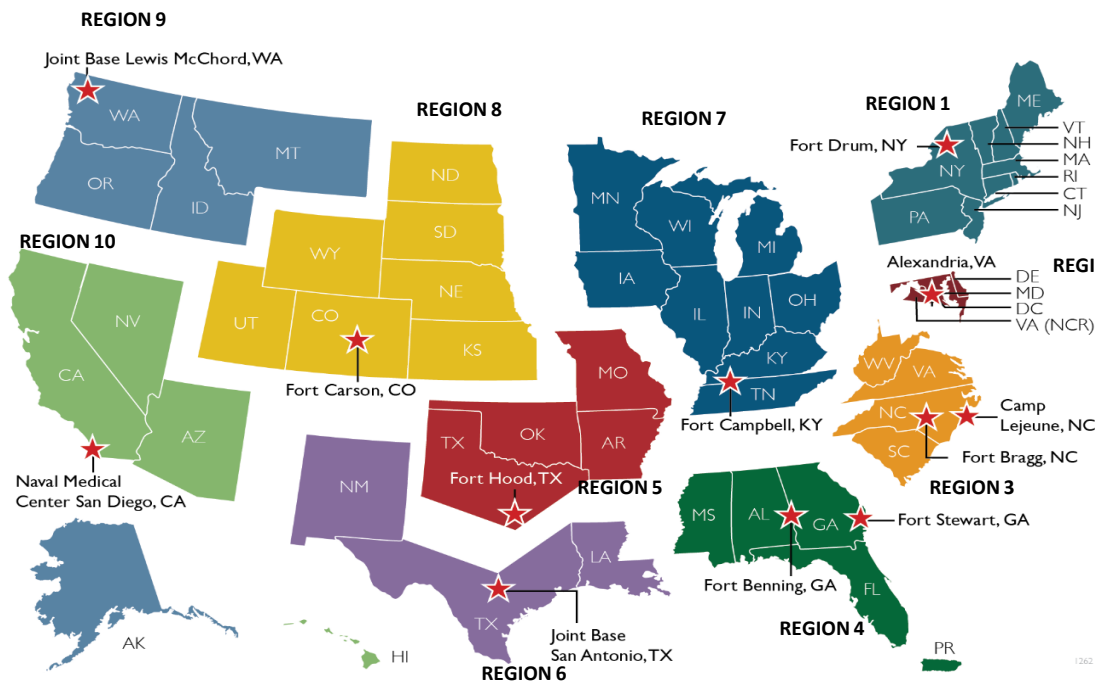 REGION 9
Joint Base Lewis McChord, WA
WA
MT
OR
ID
REGION 8
ND
SD
WY
NE
UT
CO
KS
Fort Carson, CO
REGION 7
MN
WI
MI
IA
IL
IN
OH
KY
TN
Fort Campbell, KY
REGION 1
Fort Drum, NY
ME
VT
NH
MA
RI
CT
NJ
NY
PA
Alexandria, VA
REGI
DE
MD
DC
VA (NCR)
REGION 10
NV
CA
AZ
Naval Medical
Center San Diego, CA
MO
TX
OK
AR
Fort Hood, TX
REGION 5
WV
VA
NC
SC
Camp
Lejeune, NC
Fort Bragg, NC
REGION 3
NM
LA
TX
Joint Base
San Antonio, TX
REGION 6
MS
AL
GA
Fort Stewart, GA
Fort Benning, GA
FL
REGION 4
PR
AK
HI
1262